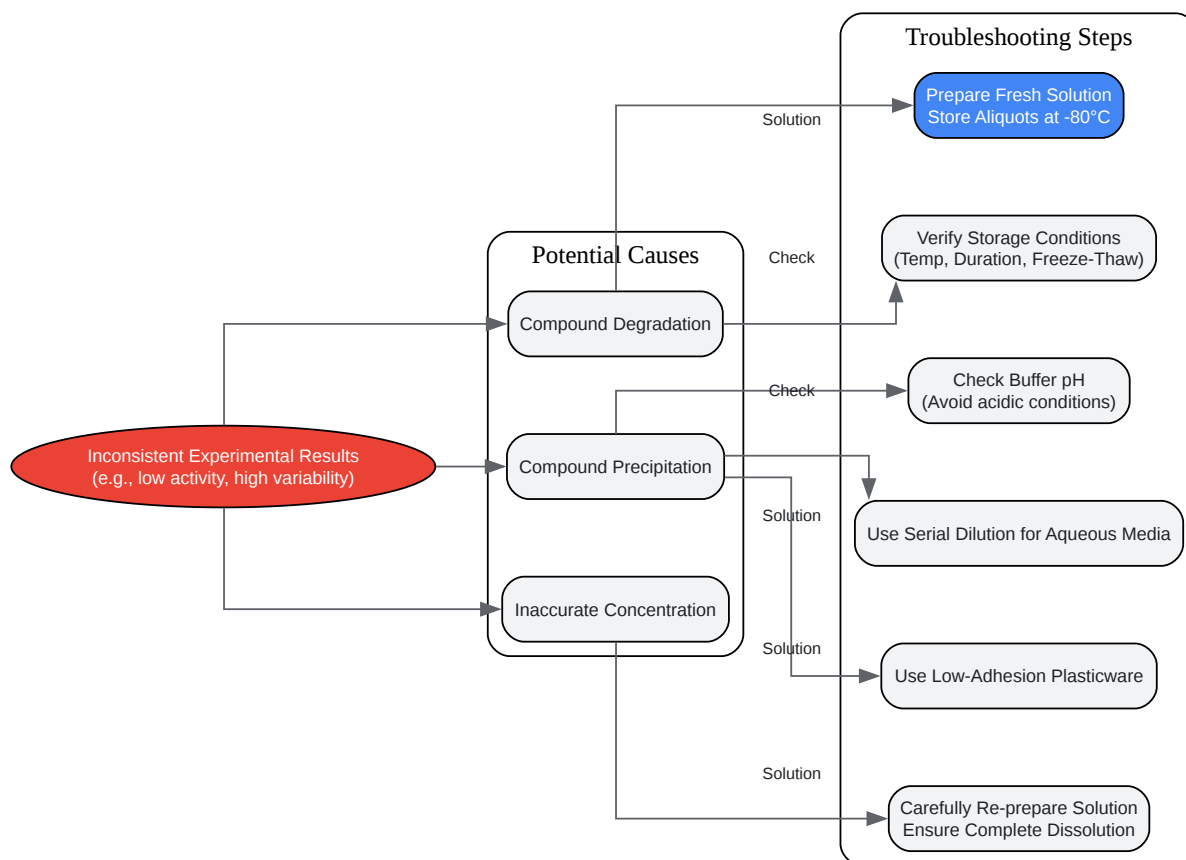 Troubleshooting Steps
Prepare Fresh Solution
Store Aliquots at -80°C
Solution
Verify Storage Conditions
(Temp, Duration, Freeze-Thaw)
Potential Causes
Check
Compound Degradation
Check Buffer pH
(Avoid acidic conditions)
Check
Inconsistent Experimental Results
(e.g., low activity, high variability)
Compound Precipitation
Solution
Use Serial Dilution for Aqueous Media
Inaccurate Concentration
Solution
Use Low-Adhesion Plasticware
Solution
Carefully Re-prepare Solution
Ensure Complete Dissolution